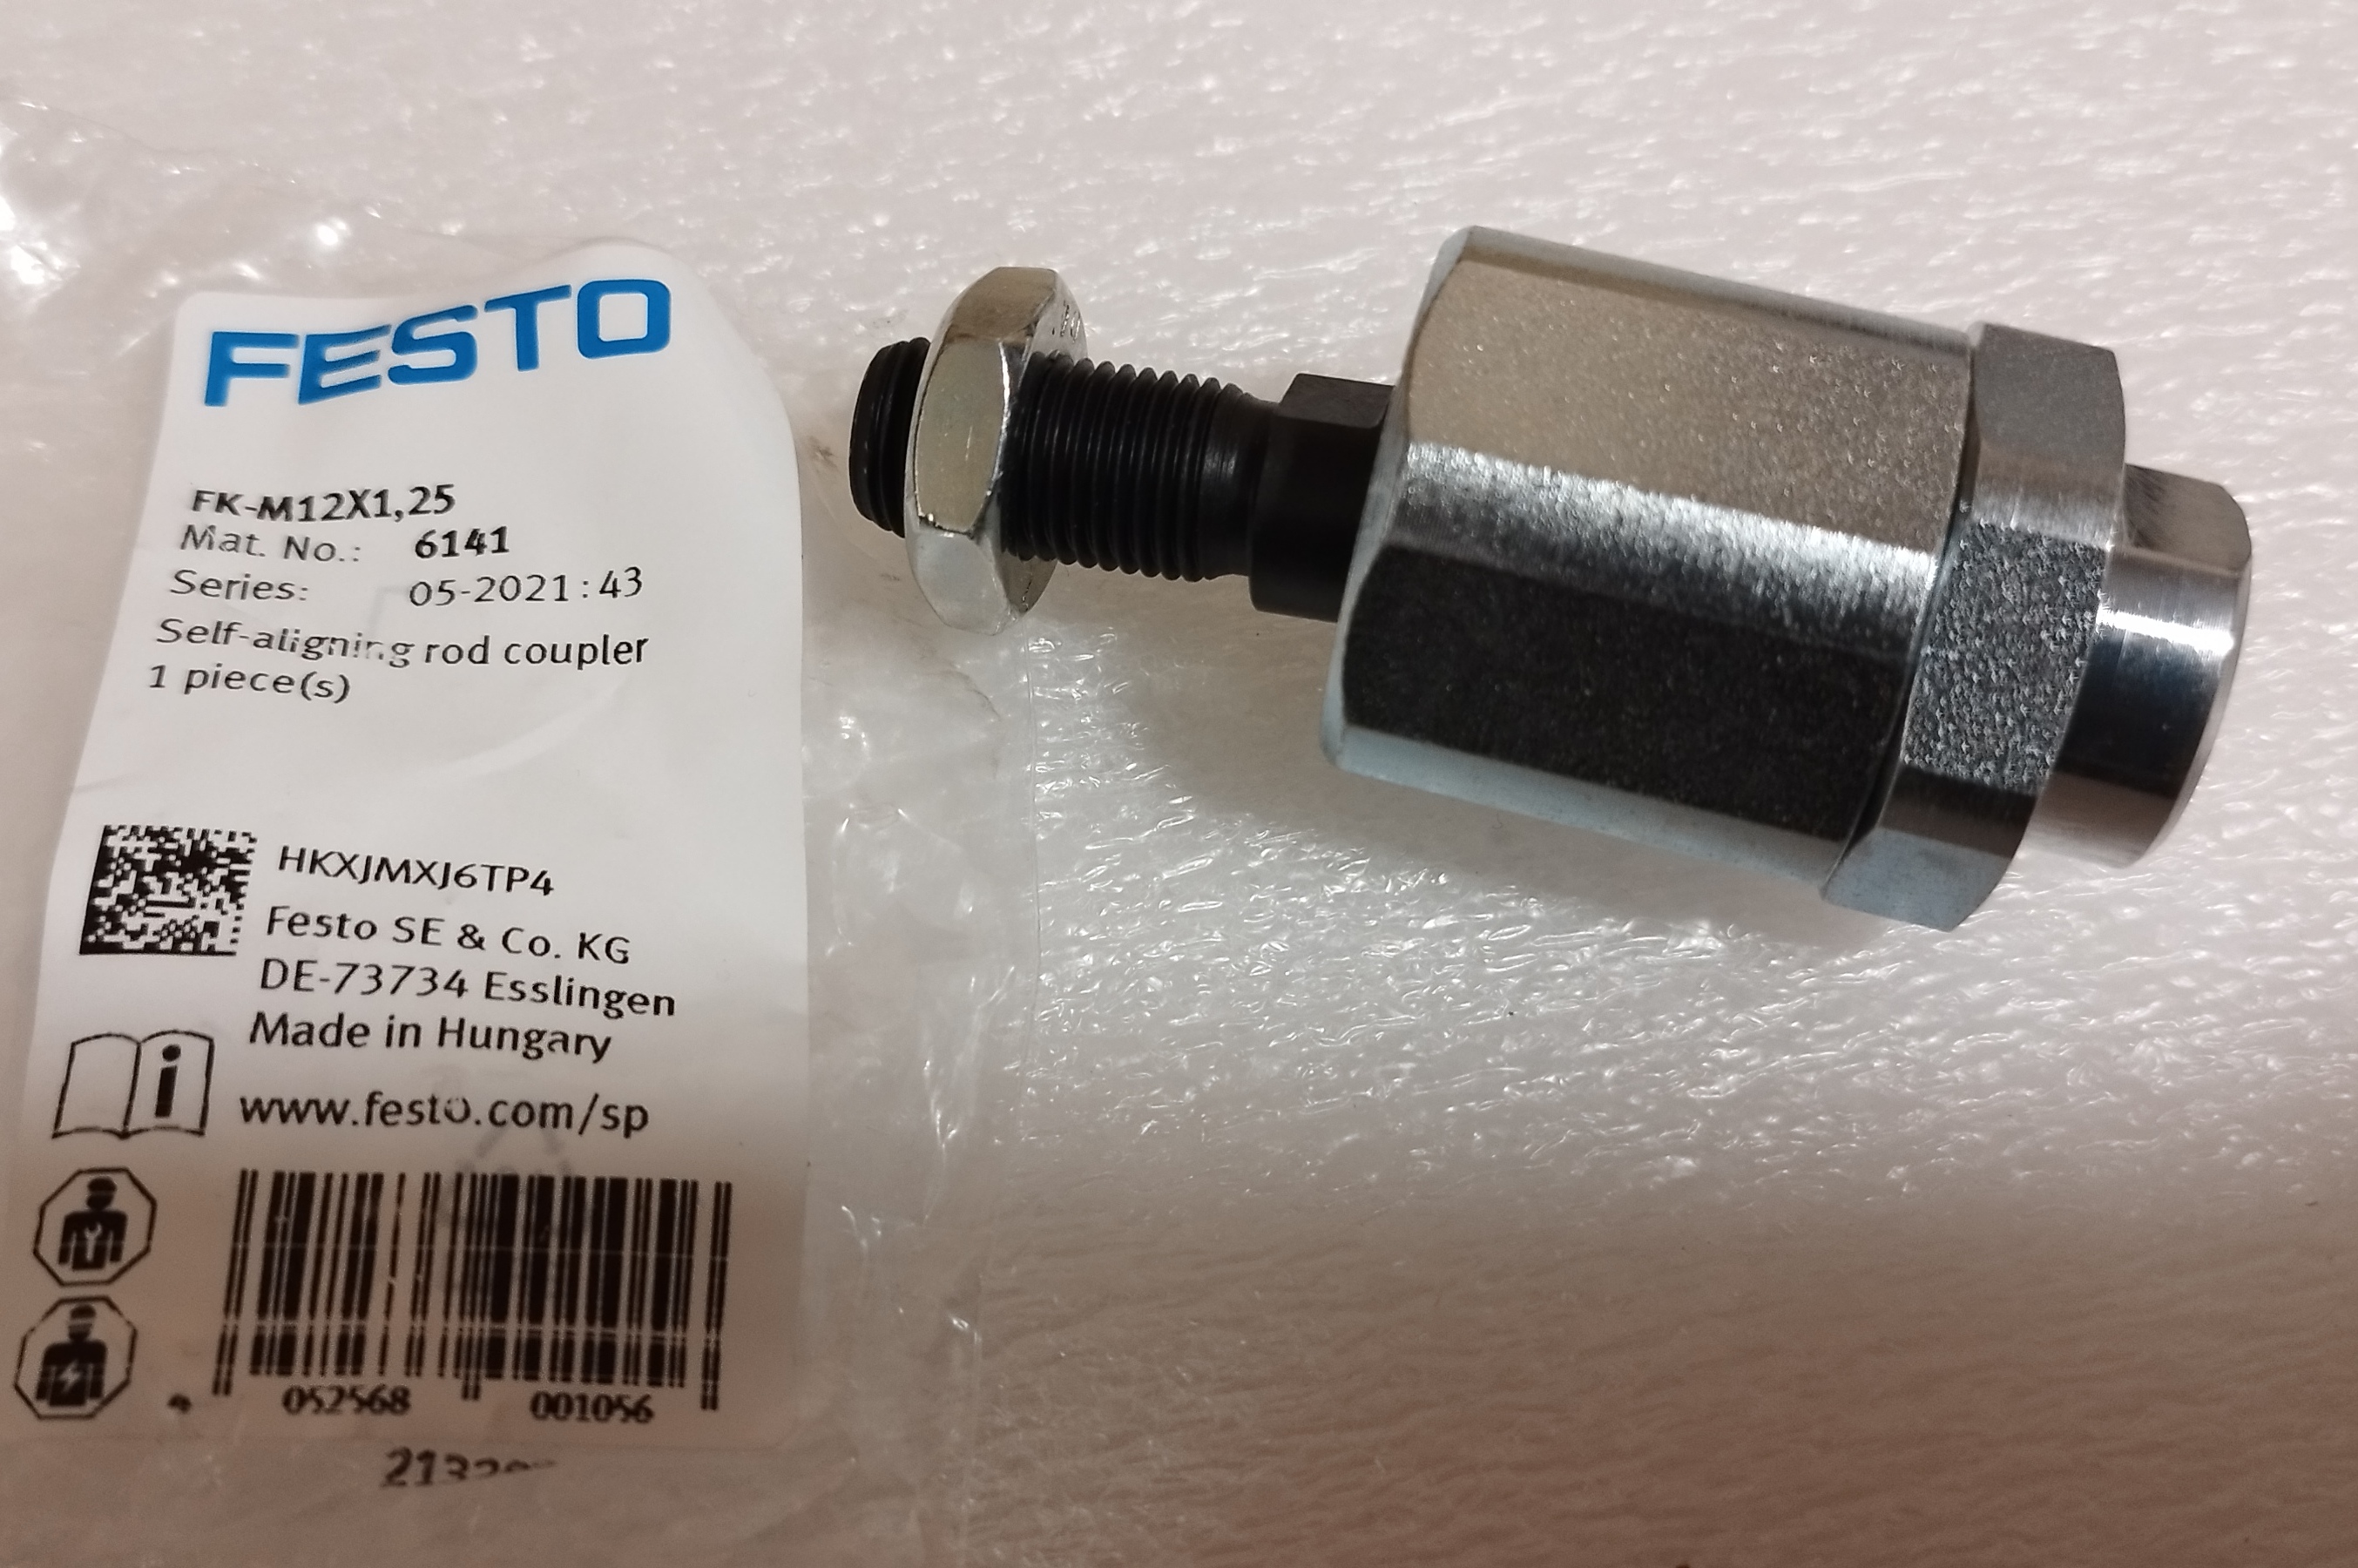 FESTO
FK-M12X1,25
Mat. No.: 6141
Series: 05-2021:43
Self-aligning rod coupler
1 piece(s)
HKXJMXJ6TP4
Festo SE & Co. KG
DE-73734 Esslingen
Made in Hungary
www.festo.com/sp
4 052568 001056